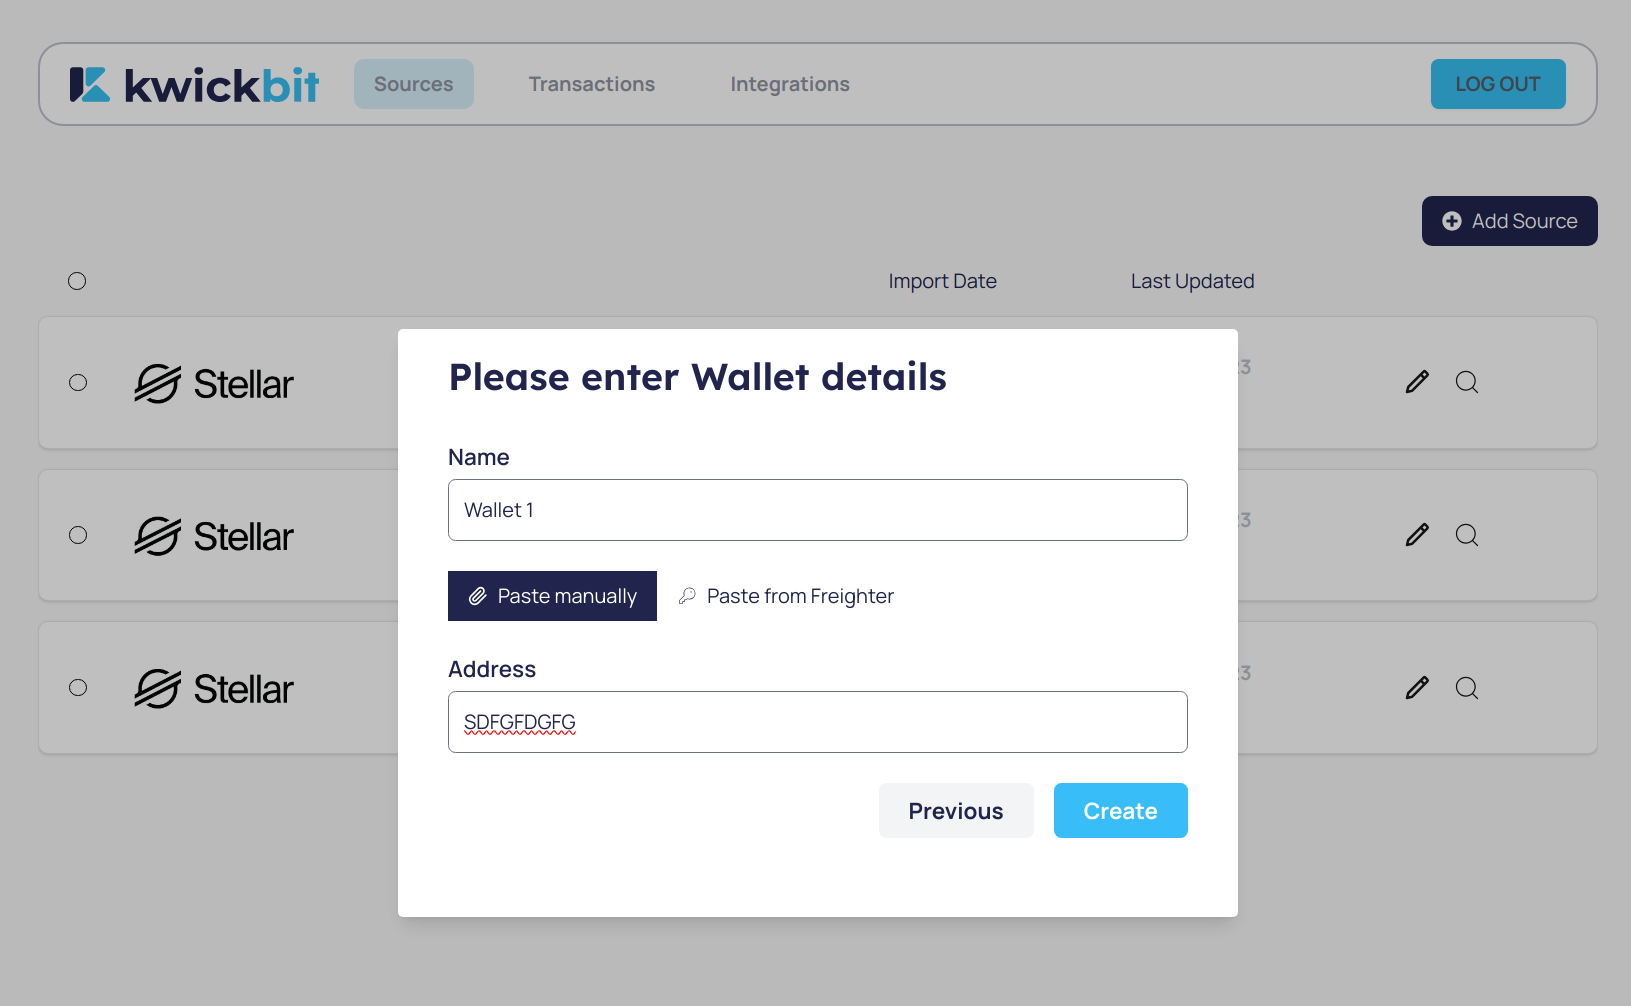 kwickbit
Sources
Transactions
Integrations
LOG OUT
Add Source
Import Date
Last Updated
Stellar
Stellar
Stellar
Please enter Wallet details
Name
Wallet 1
Paste manually
Paste from Freighter
Address
SDFGFDGFG
Previous
Create